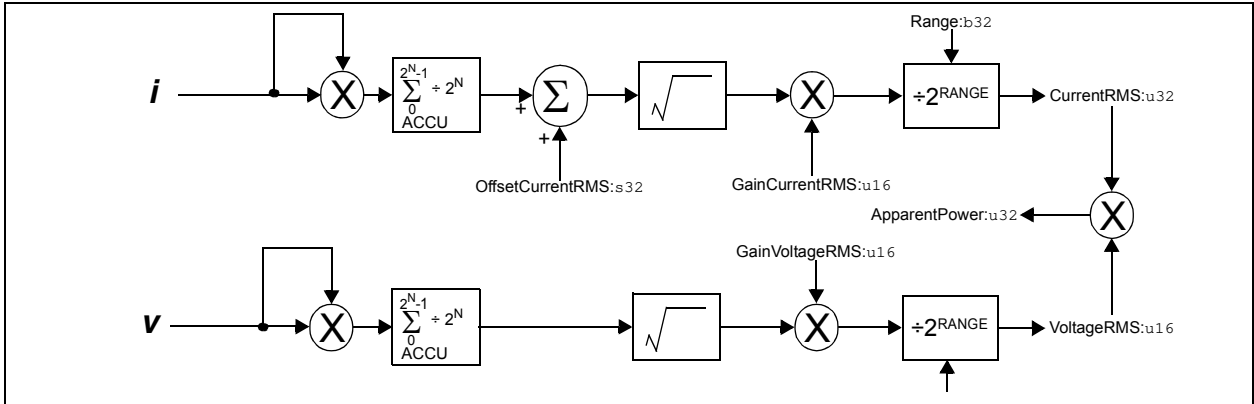 Range:b32
i
X
2^N-1
∑ ÷ 2^N
0
ACCU
+
Σ
+
√
X
÷2^RANGE
CurrentRMS:u32
OffsetCurrentRMS:s32
GainCurrentRMS:u16
ApparentPower:u32
X
GainVoltageRMS:u16
v
X
2^N-1
∑ ÷ 2^N
0
ACCU
√
X
÷2^RANGE
VoltageRMS:u16